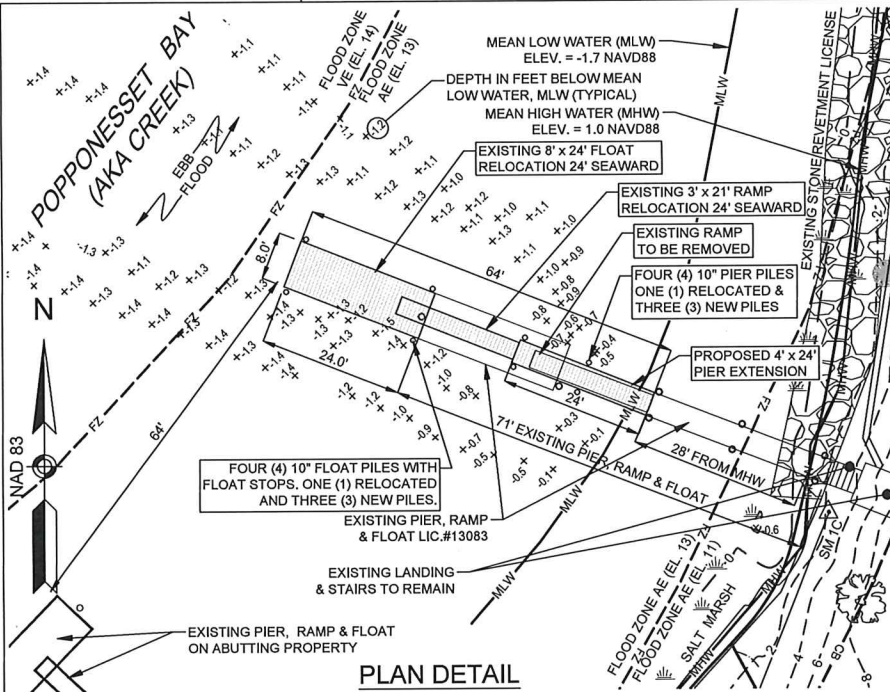 POPPONESSET BAY
(AKA CREEK)
EBB
FLOOD
FLOOD ZONE
VE (EL. 14)
FLOOD ZONE
AE (EL. 13)
MEAN LOW WATER (MLW)
ELEV. = -1.7 NAVD88
DEPTH IN FEET BELOW MEAN
LOW WATER, MLW (TYPICAL)
MEAN HIGH WATER (MHW)
ELEV. = 1.0 NAVD88
EXISTING 8' x 24' FLOAT
RELOCATION 24' SEAWARD
EXISTING 3' x 21' RAMP
RELOCATION 24' SEAWARD
EXISTING RAMP
TO BE REMOVED
FOUR (4) 10" PIER PILES
ONE (1) RELOCATED &
THREE (3) NEW PILES
PROPOSED 4' x 24'
PIER EXTENSION
EXISTING STONE REVETMENT LICENSE
MLW
MHW
FZ
8.0'
64'
24.0'
24'
71' EXISTING PIER, RAMP & FLOAT
28' FROM MHW
64'
N
NAD 83
FOUR (4) 10" FLOAT PILES WITH
FLOAT STOPS. ONE (1) RELOCATED
AND THREE (3) NEW PILES.
EXISTING PIER, RAMP
& FLOAT LIC.#13083
EXISTING LANDING
& STAIRS TO REMAIN
EXISTING PIER, RAMP & FLOAT
ON ABUTTING PROPERTY
FLOOD ZONE AE (EL. 13)
FLOOD ZONE AE (EL. 11)
SALT MARSH
MHW
SM 1C
CB
PLAN DETAIL